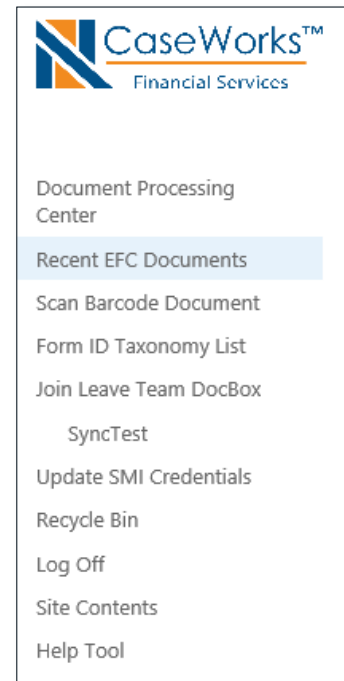 CaseWorks™
Financial Services
Document Processing
Center
Recent EFC Documents
Scan Barcode Document
Form ID Taxonomy List
Join Leave Team DocBox
SyncTest
Update SMI Credentials
Recycle Bin
Log Off
Site Contents
Help Tool